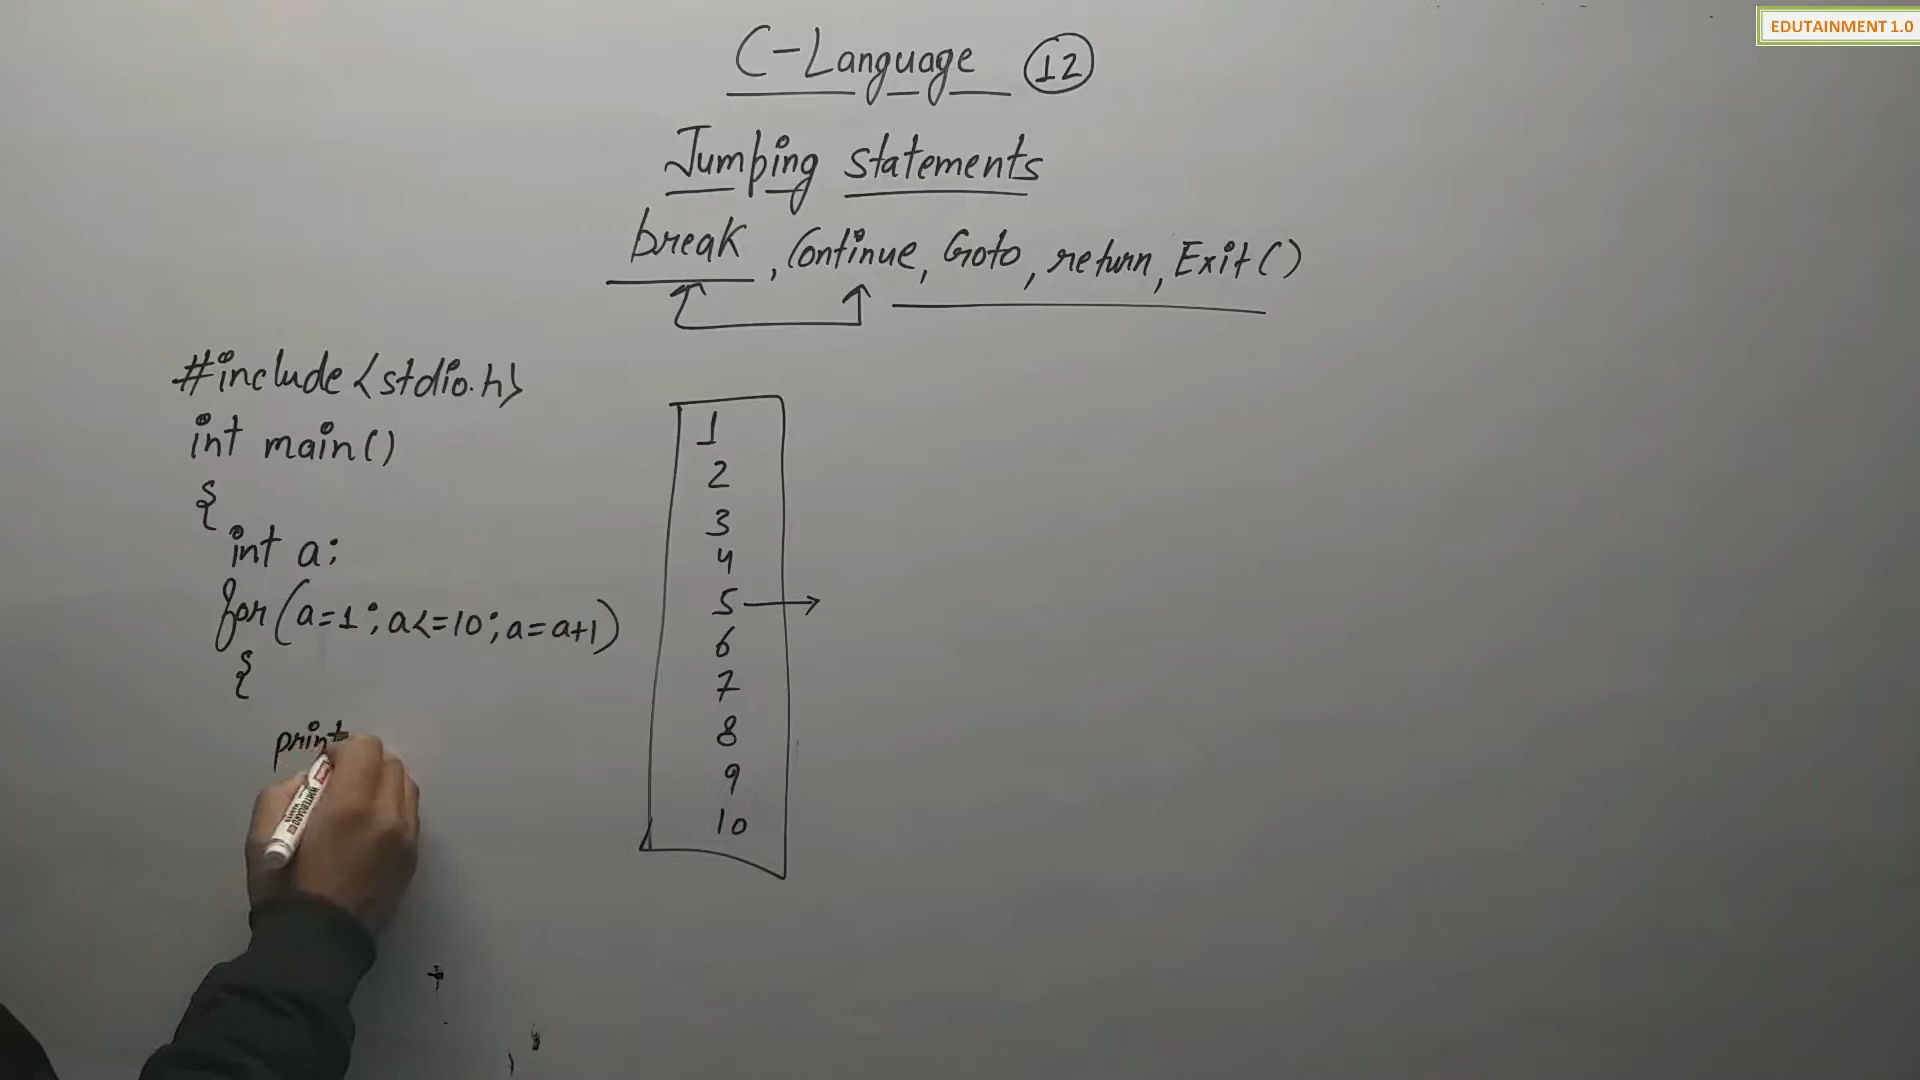 EDUTAINMENT 1.0
C-Language 12
Jumping statements
break, Continue, Goto, return, Exit()
#include <stdio.h>
int main()
{
int a;
for(a=1; a<=10; a=a+1)
{
print
1
2
3
4
5
6
7
8
9
10